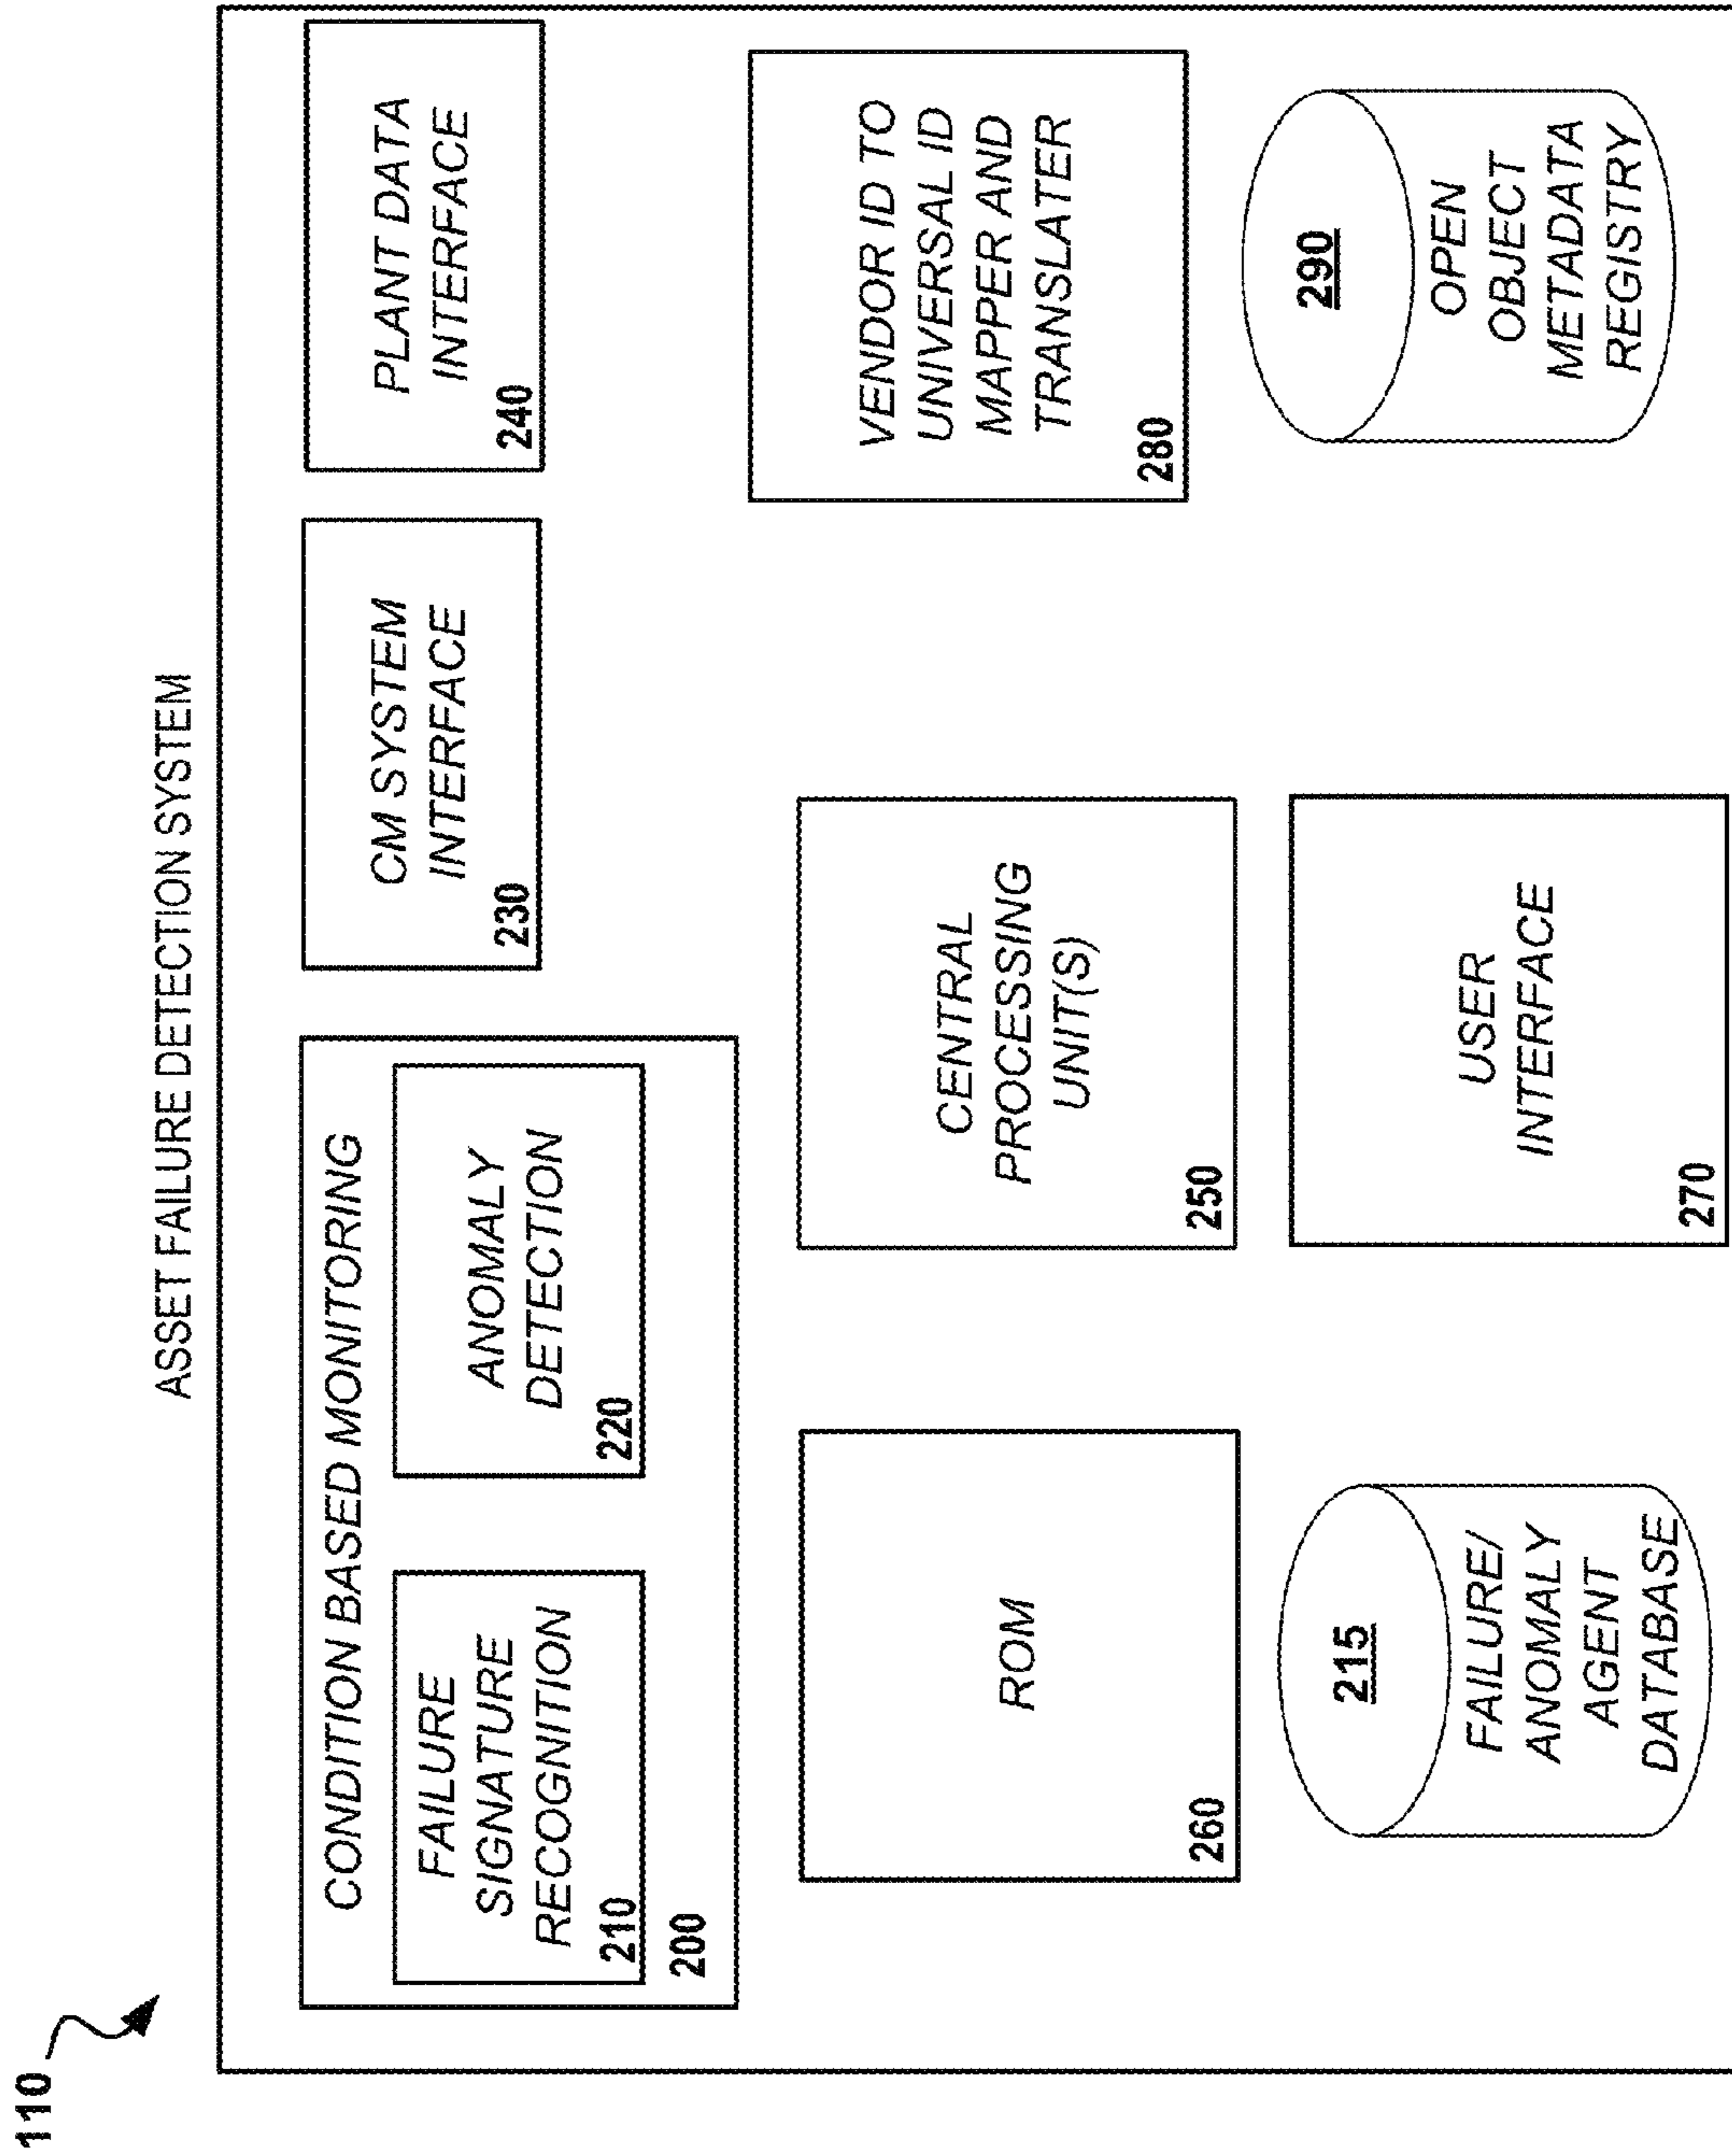 110
ASSET FAILURE DETECTION SYSTEM
CONDITION BASED MONITORING
FAILURE
SIGNATURE
RECOGNITION
210
ANOMALY
DETECTION
220
200
CM SYSTEM
INTERFACE
230
PLANT DATA
INTERFACE
240
ROM
260
CENTRAL
PROCESSING
UNIT(S)
250
VENDOR ID TO
UNIVERSAL ID
MAPPER AND
TRANSLATER
280
215
FAILURE/
ANOMALY
AGENT
DATABASE
USER
INTERFACE
270
290
OPEN
OBJECT
METADATA
REGISTRY